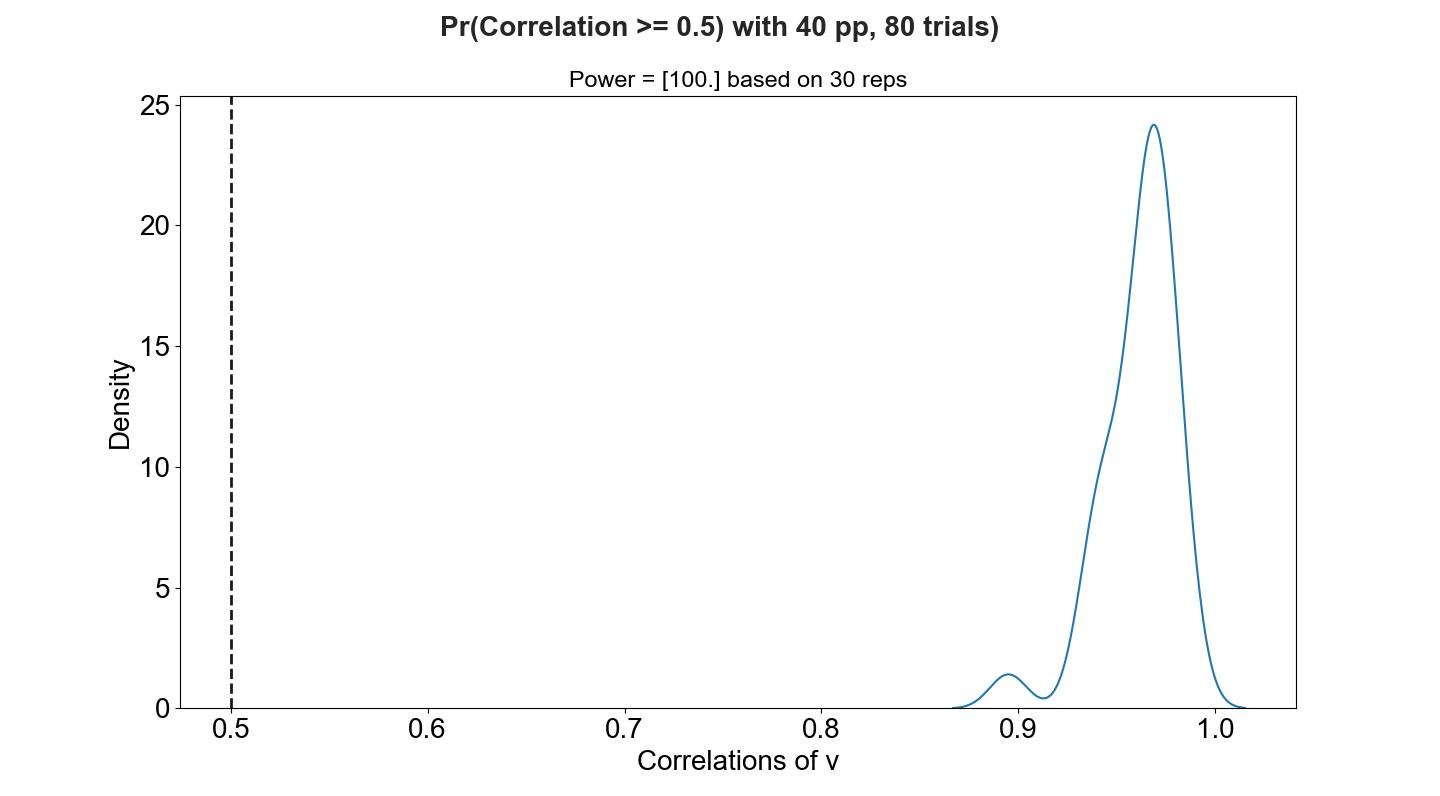 Pr(Correlation >= 0.5) with 40 pp, 80 trials)
Power = [100.] based on 30 reps
25
20
15
10
5
0
Density
0.5 0.6 0.7 0.8 0.9 1.0
Correlations of v